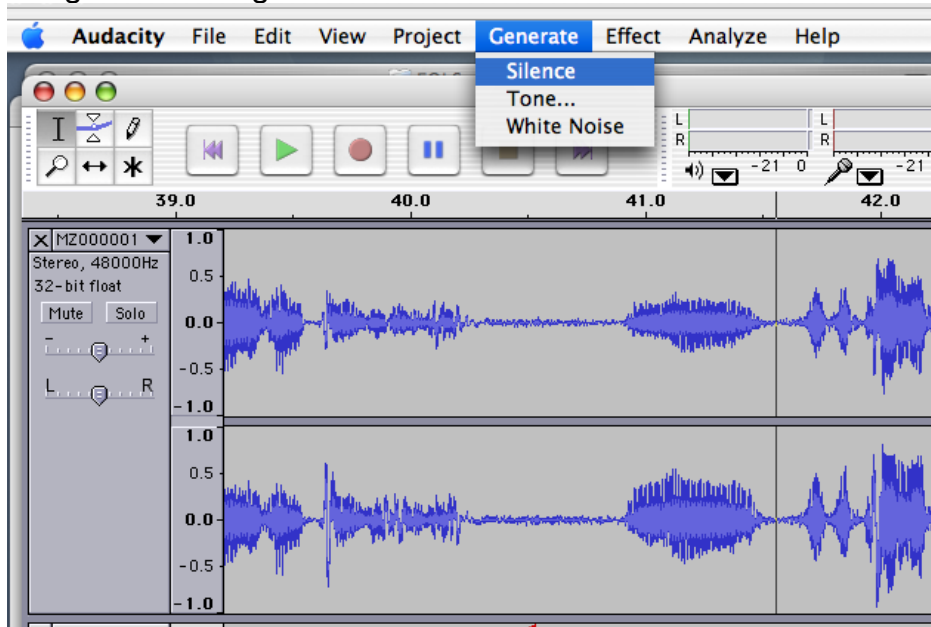 Audacity File Edit View Project Generate Effect Analyze Help
Silence
Tone...
White Noise
L
R
-21 0
L
R
-21
39.0 40.0 41.0 42.0
X MZ000001
Stereo, 48000Hz
32-bit float
Mute Solo
- +
L R
1.0
0.5
0.0
-0.5
-1.0
1.0
0.5
0.0
-0.5
-1.0